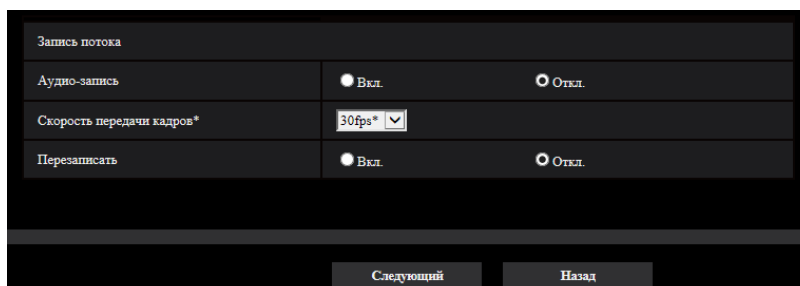 Запись потока
Аудио-запись Вкл. Откл.
Скорость передачи кадров* 30fps*
Перезаписать Вкл. Откл.
Следующий Назад